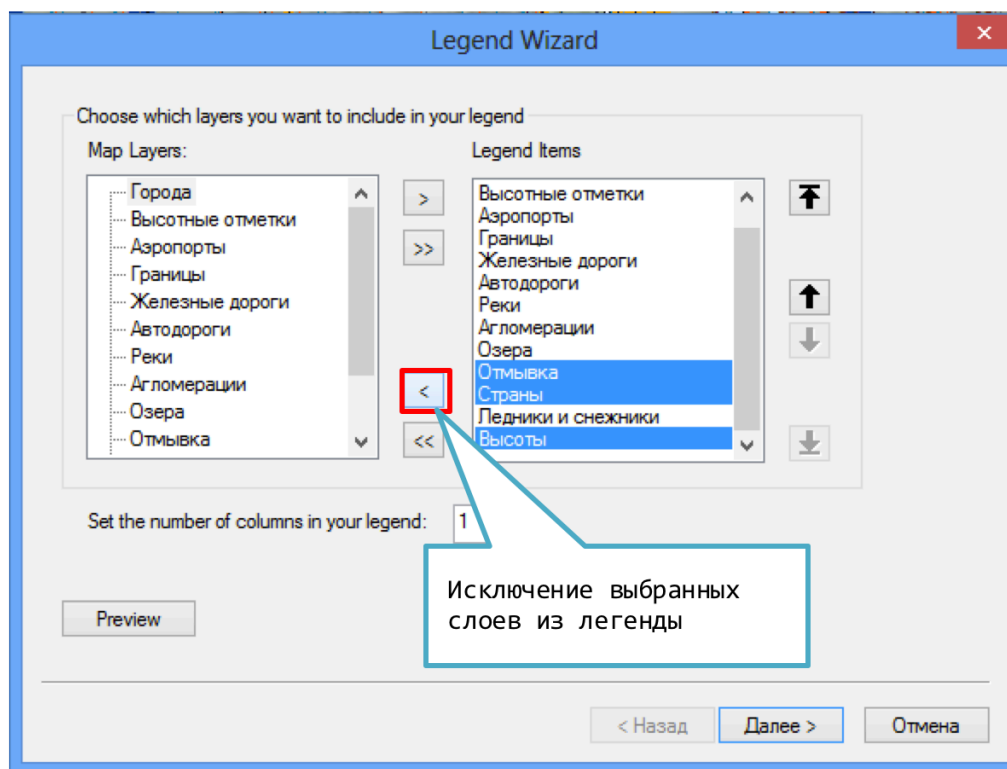 Legend Wizard
Choose which layers you want to include in your legend
Map Layers:
Города
Высотные отметки
Аэропорты
Границы
Железные дороги
Автодороги
Реки
Агломерации
Озера
Отмывка
>
>>
<
<<
Legend Items
Высотные отметки
Аэропорты
Границы
Железные дороги
Автодороги
Реки
Агломерации
Озера
Отмывка
Страны
Ледники и снежники
Высоты
Set the number of columns in your legend:
1
Исключение выбранных
слоев из легенды
Preview
< Назад
Далее >
Отмена